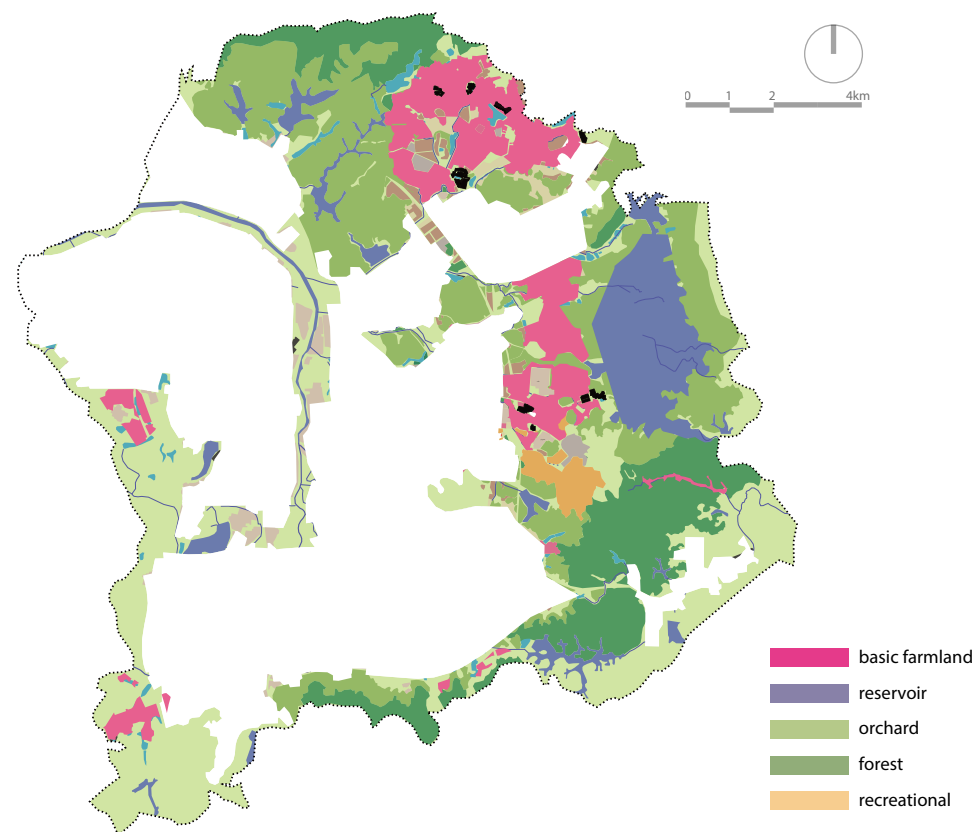 0 1 2 4km
basic farmland
reservoir
orchard
forest
recreational